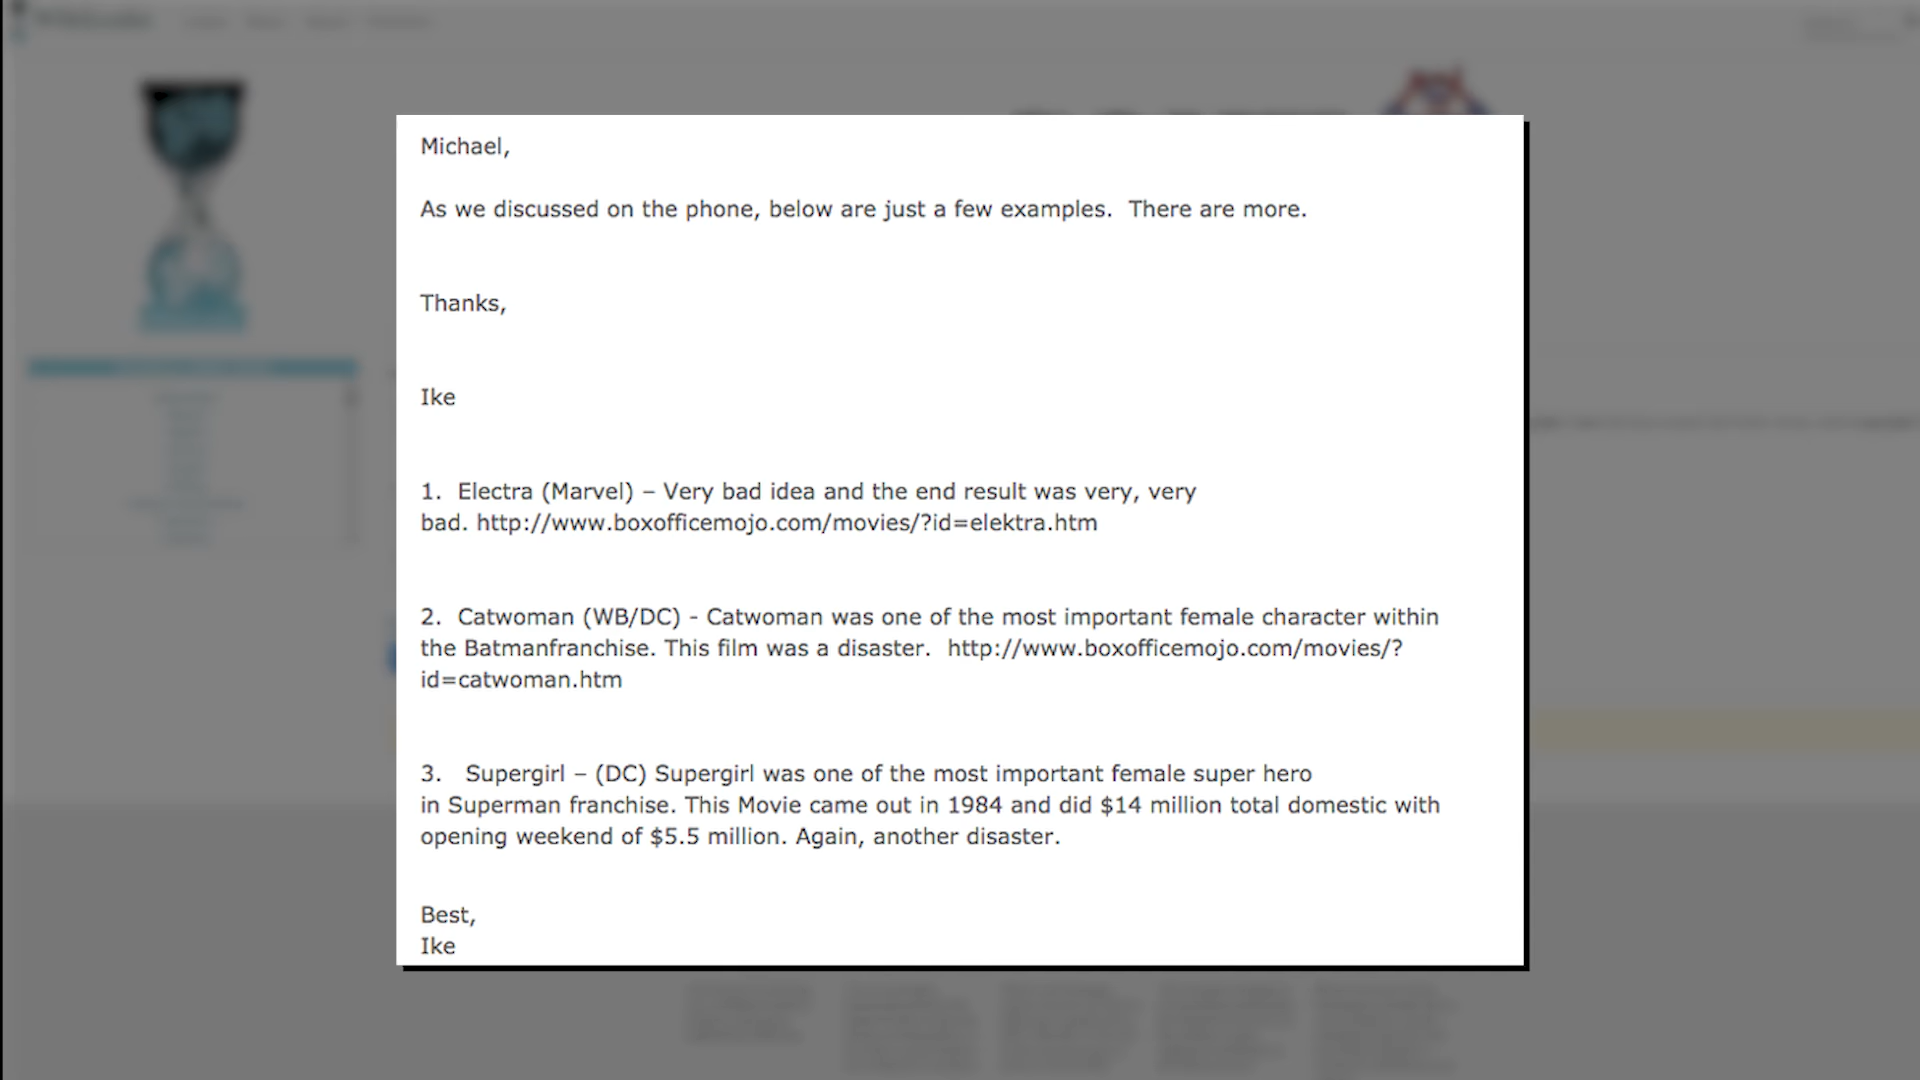 Michael,
As we discussed on the phone, below are just a few examples.  There are more.
Thanks,
Ike
1.  Electra (Marvel) – Very bad idea and the end result was very, very
bad. http://www.boxofficemojo.com/movies/?id=elektra.htm
2.  Catwoman (WB/DC) - Catwoman was one of the most important female character within
the Batmanfranchise. This film was a disaster.  http://www.boxofficemojo.com/movies/?
id=catwoman.htm
3.   Supergirl – (DC) Supergirl was one of the most important female super hero
in Superman franchise. This Movie came out in 1984 and did $14 million total domestic with
opening weekend of $5.5 million. Again, another disaster.
Best,
Ike